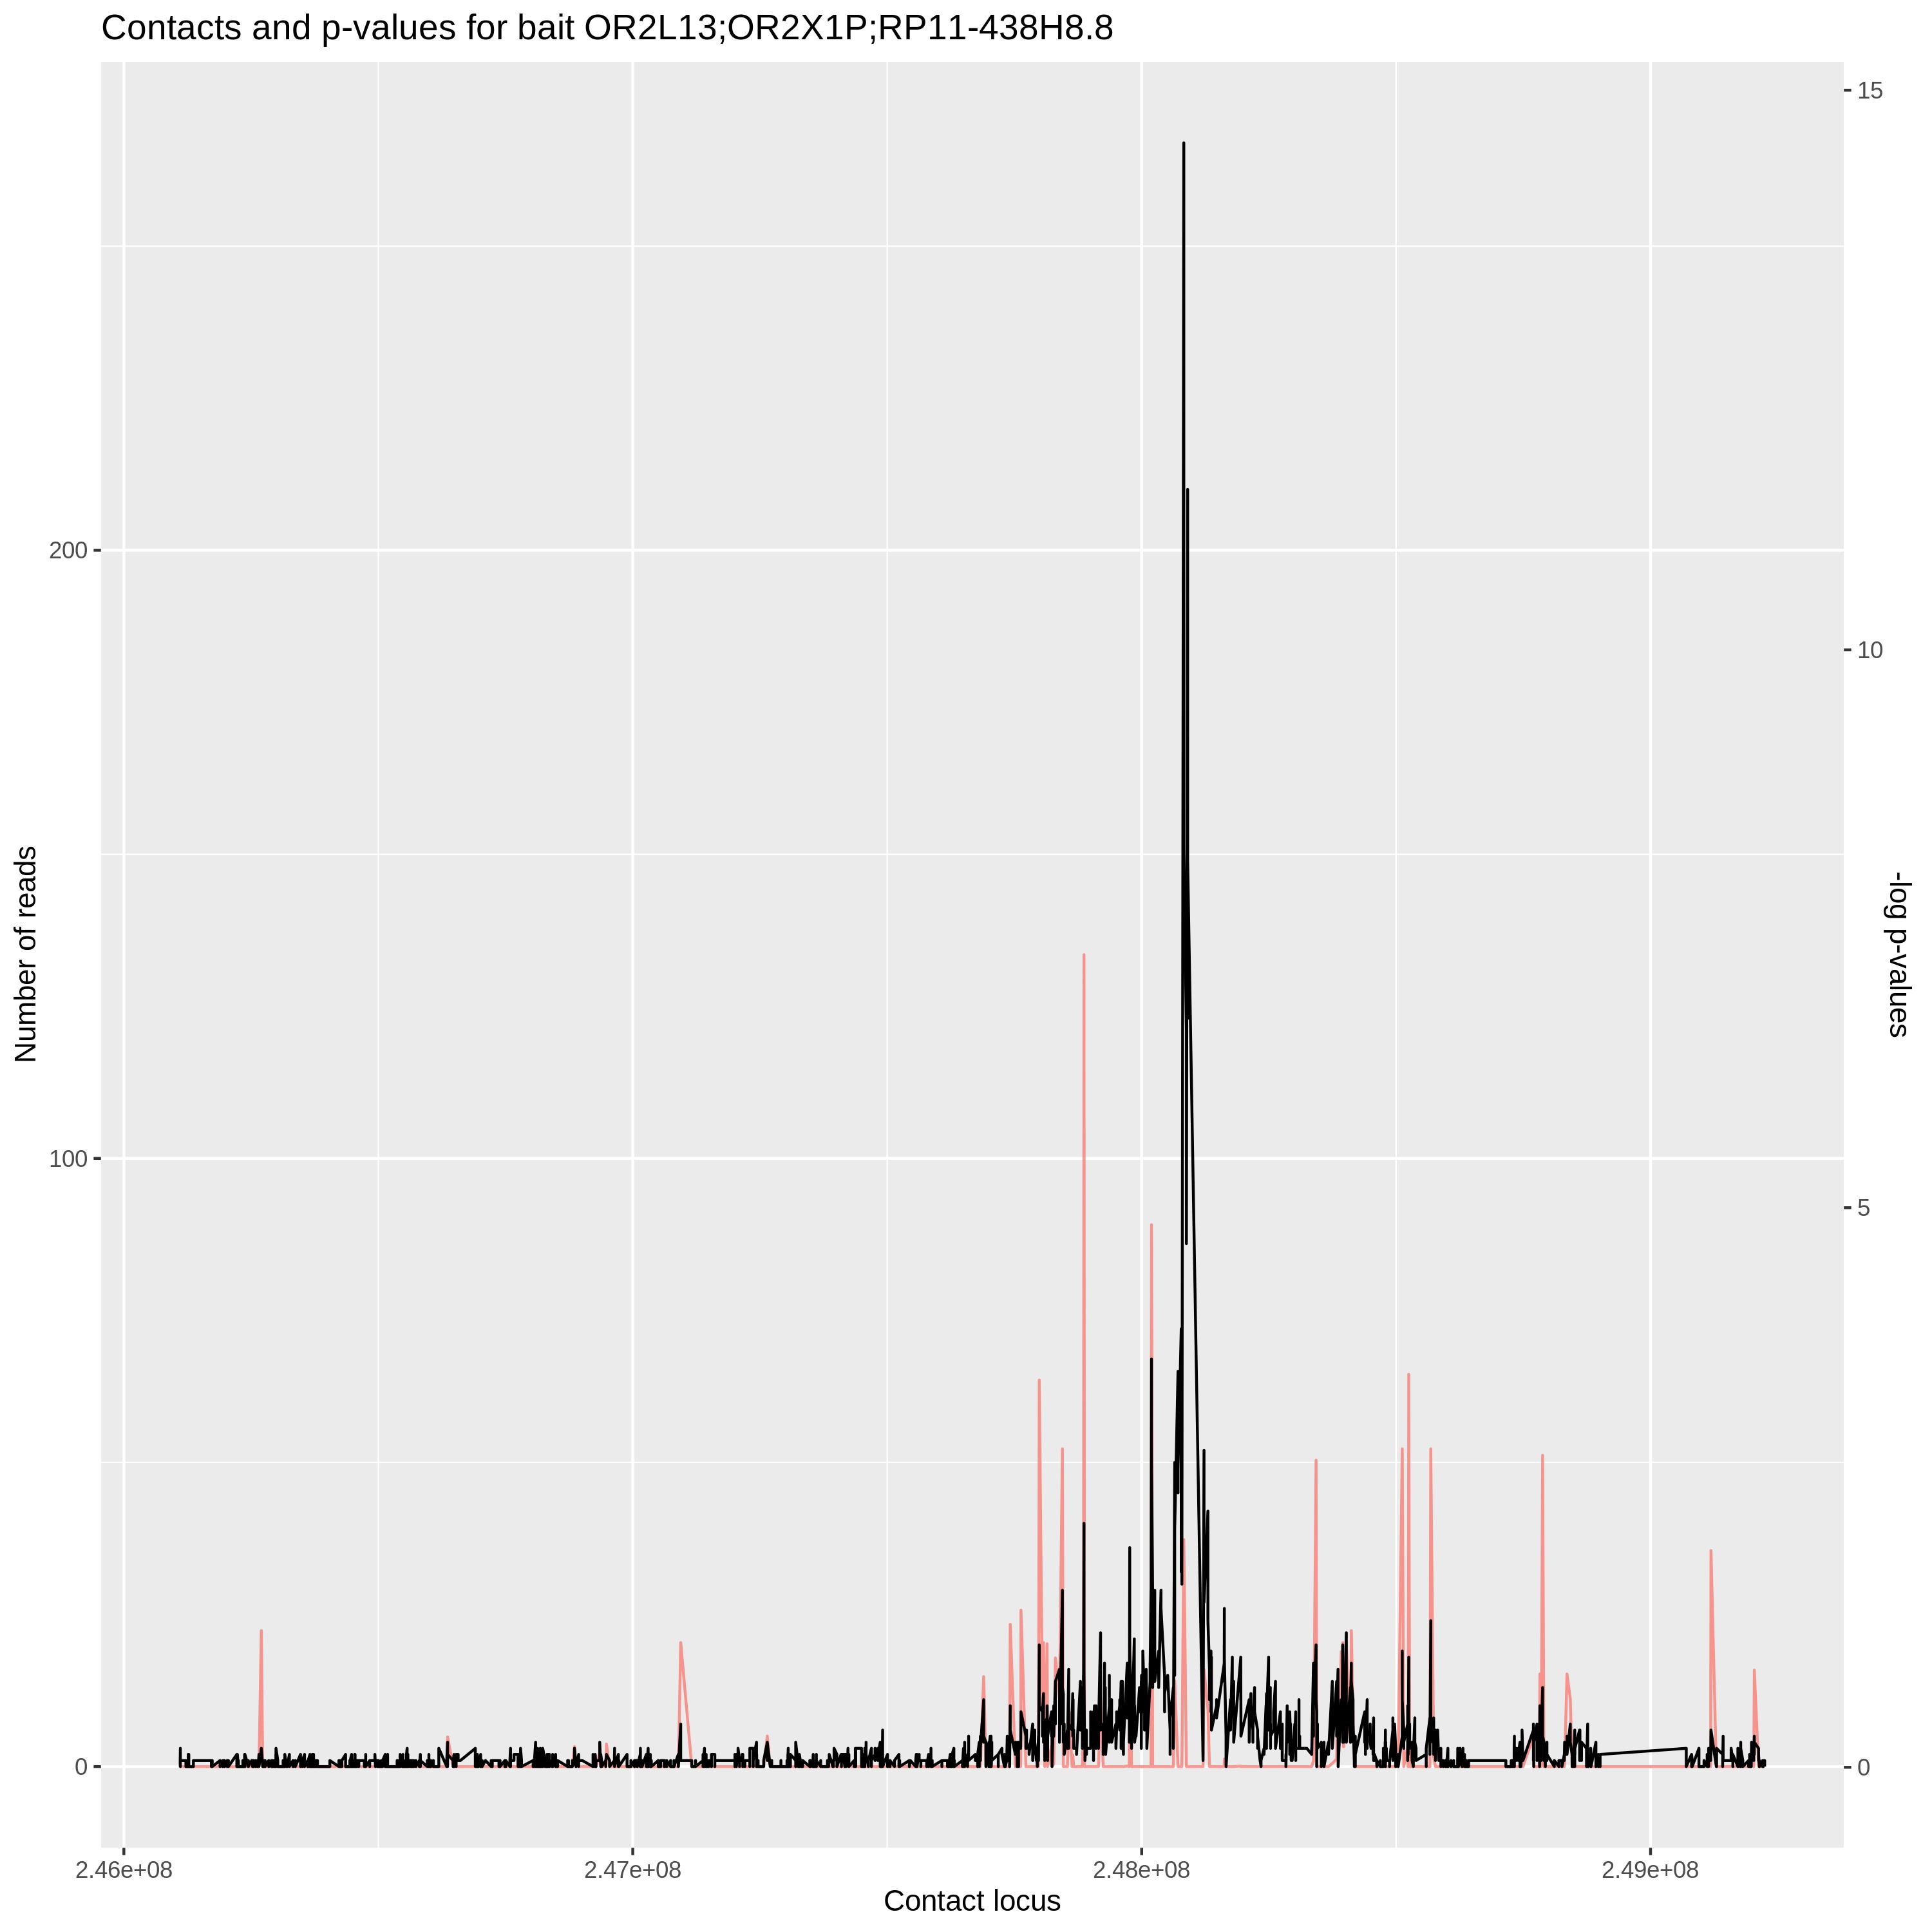 Contacts and p-values for bait OR2L13;OR2X1P;RP11-438H8.8
Number of reads
200
100
0
15
10
5
0
-log p-values
2.46e+08 2.47e+08 2.48e+08 2.49e+08
Contact locus